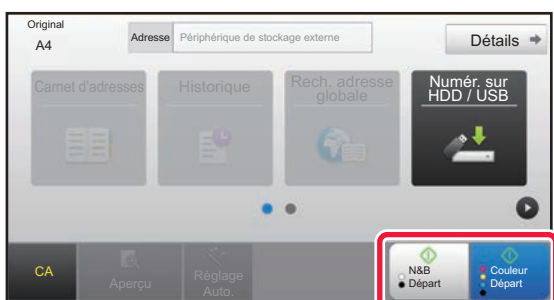 Original
A4
Adresse
Périphérique de stockage externe
Détails
Carnet d'adresses
Historique
Rech. adresse
globale
Numér. sur
HDD / USB
CA
Aperçu
Réglage
Auto.
N&B
Départ
Couleur
Départ